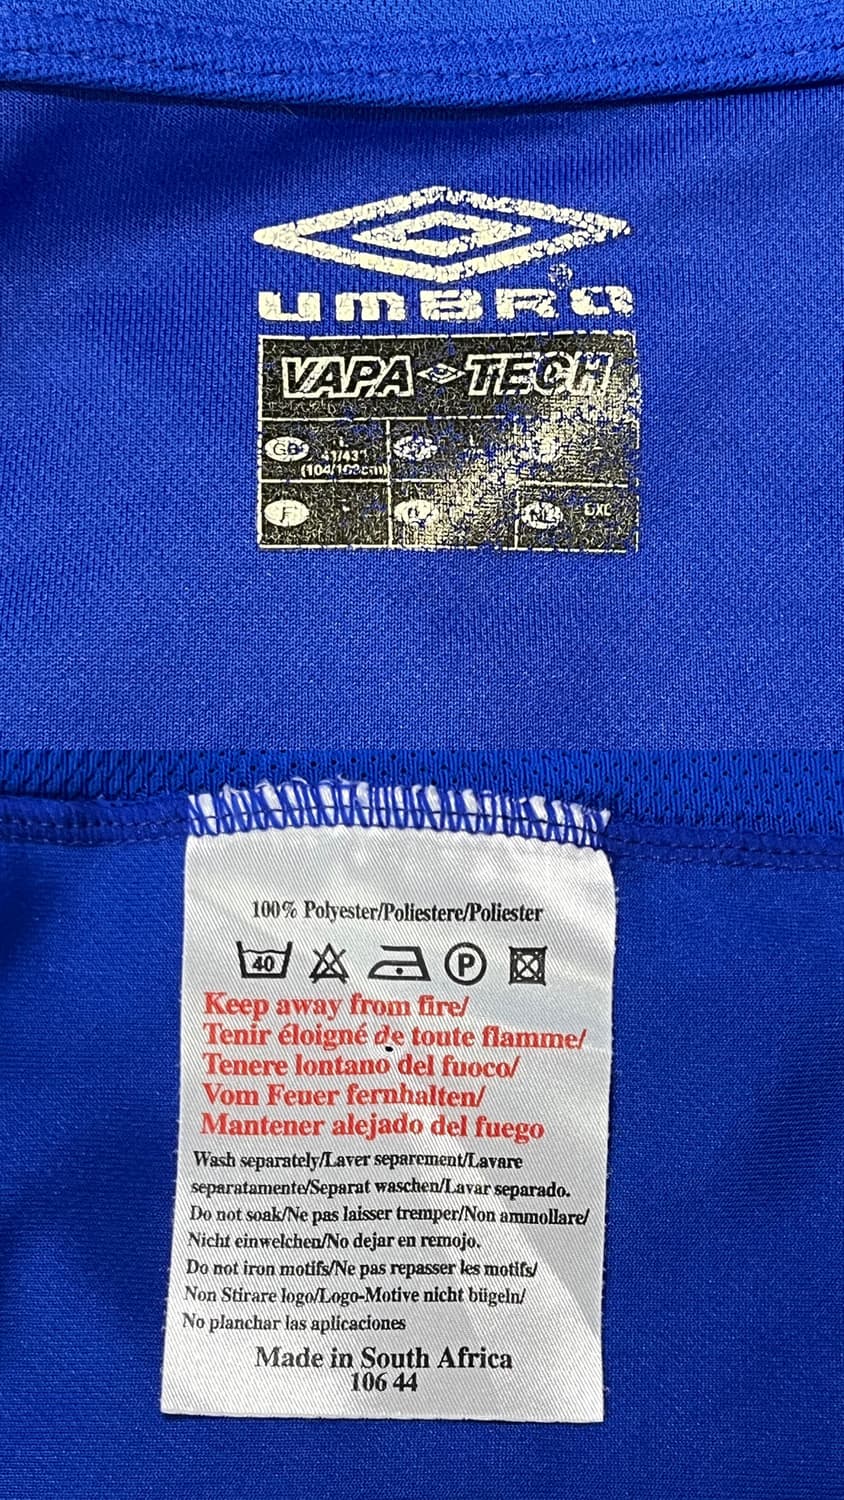 UMBRO
VAPA TECH
GB L
41/43"
F
NL
100% Polyester/Poliestere/Poliester
40 P
Keep away from fire/
Tenir éloigné de toute flamme/
Tenere lontano del fuoco/
Vom Feuer fernhalten/
Mantener alejado del fuego
Wash separately/Laver separement/Lavare
separatamente/Separat waschen/Lavar separado.
Do not soak/Ne pas laisser tremper/Non ammollare/
Nicht einwelchen/No dejar en remojo.
Do not iron motifs/Ne pas repasser les motifs/
Non Stirare logo/Logo-Motive nicht bügeln/
No planchar las aplicaciones
Made in South Africa
106 44